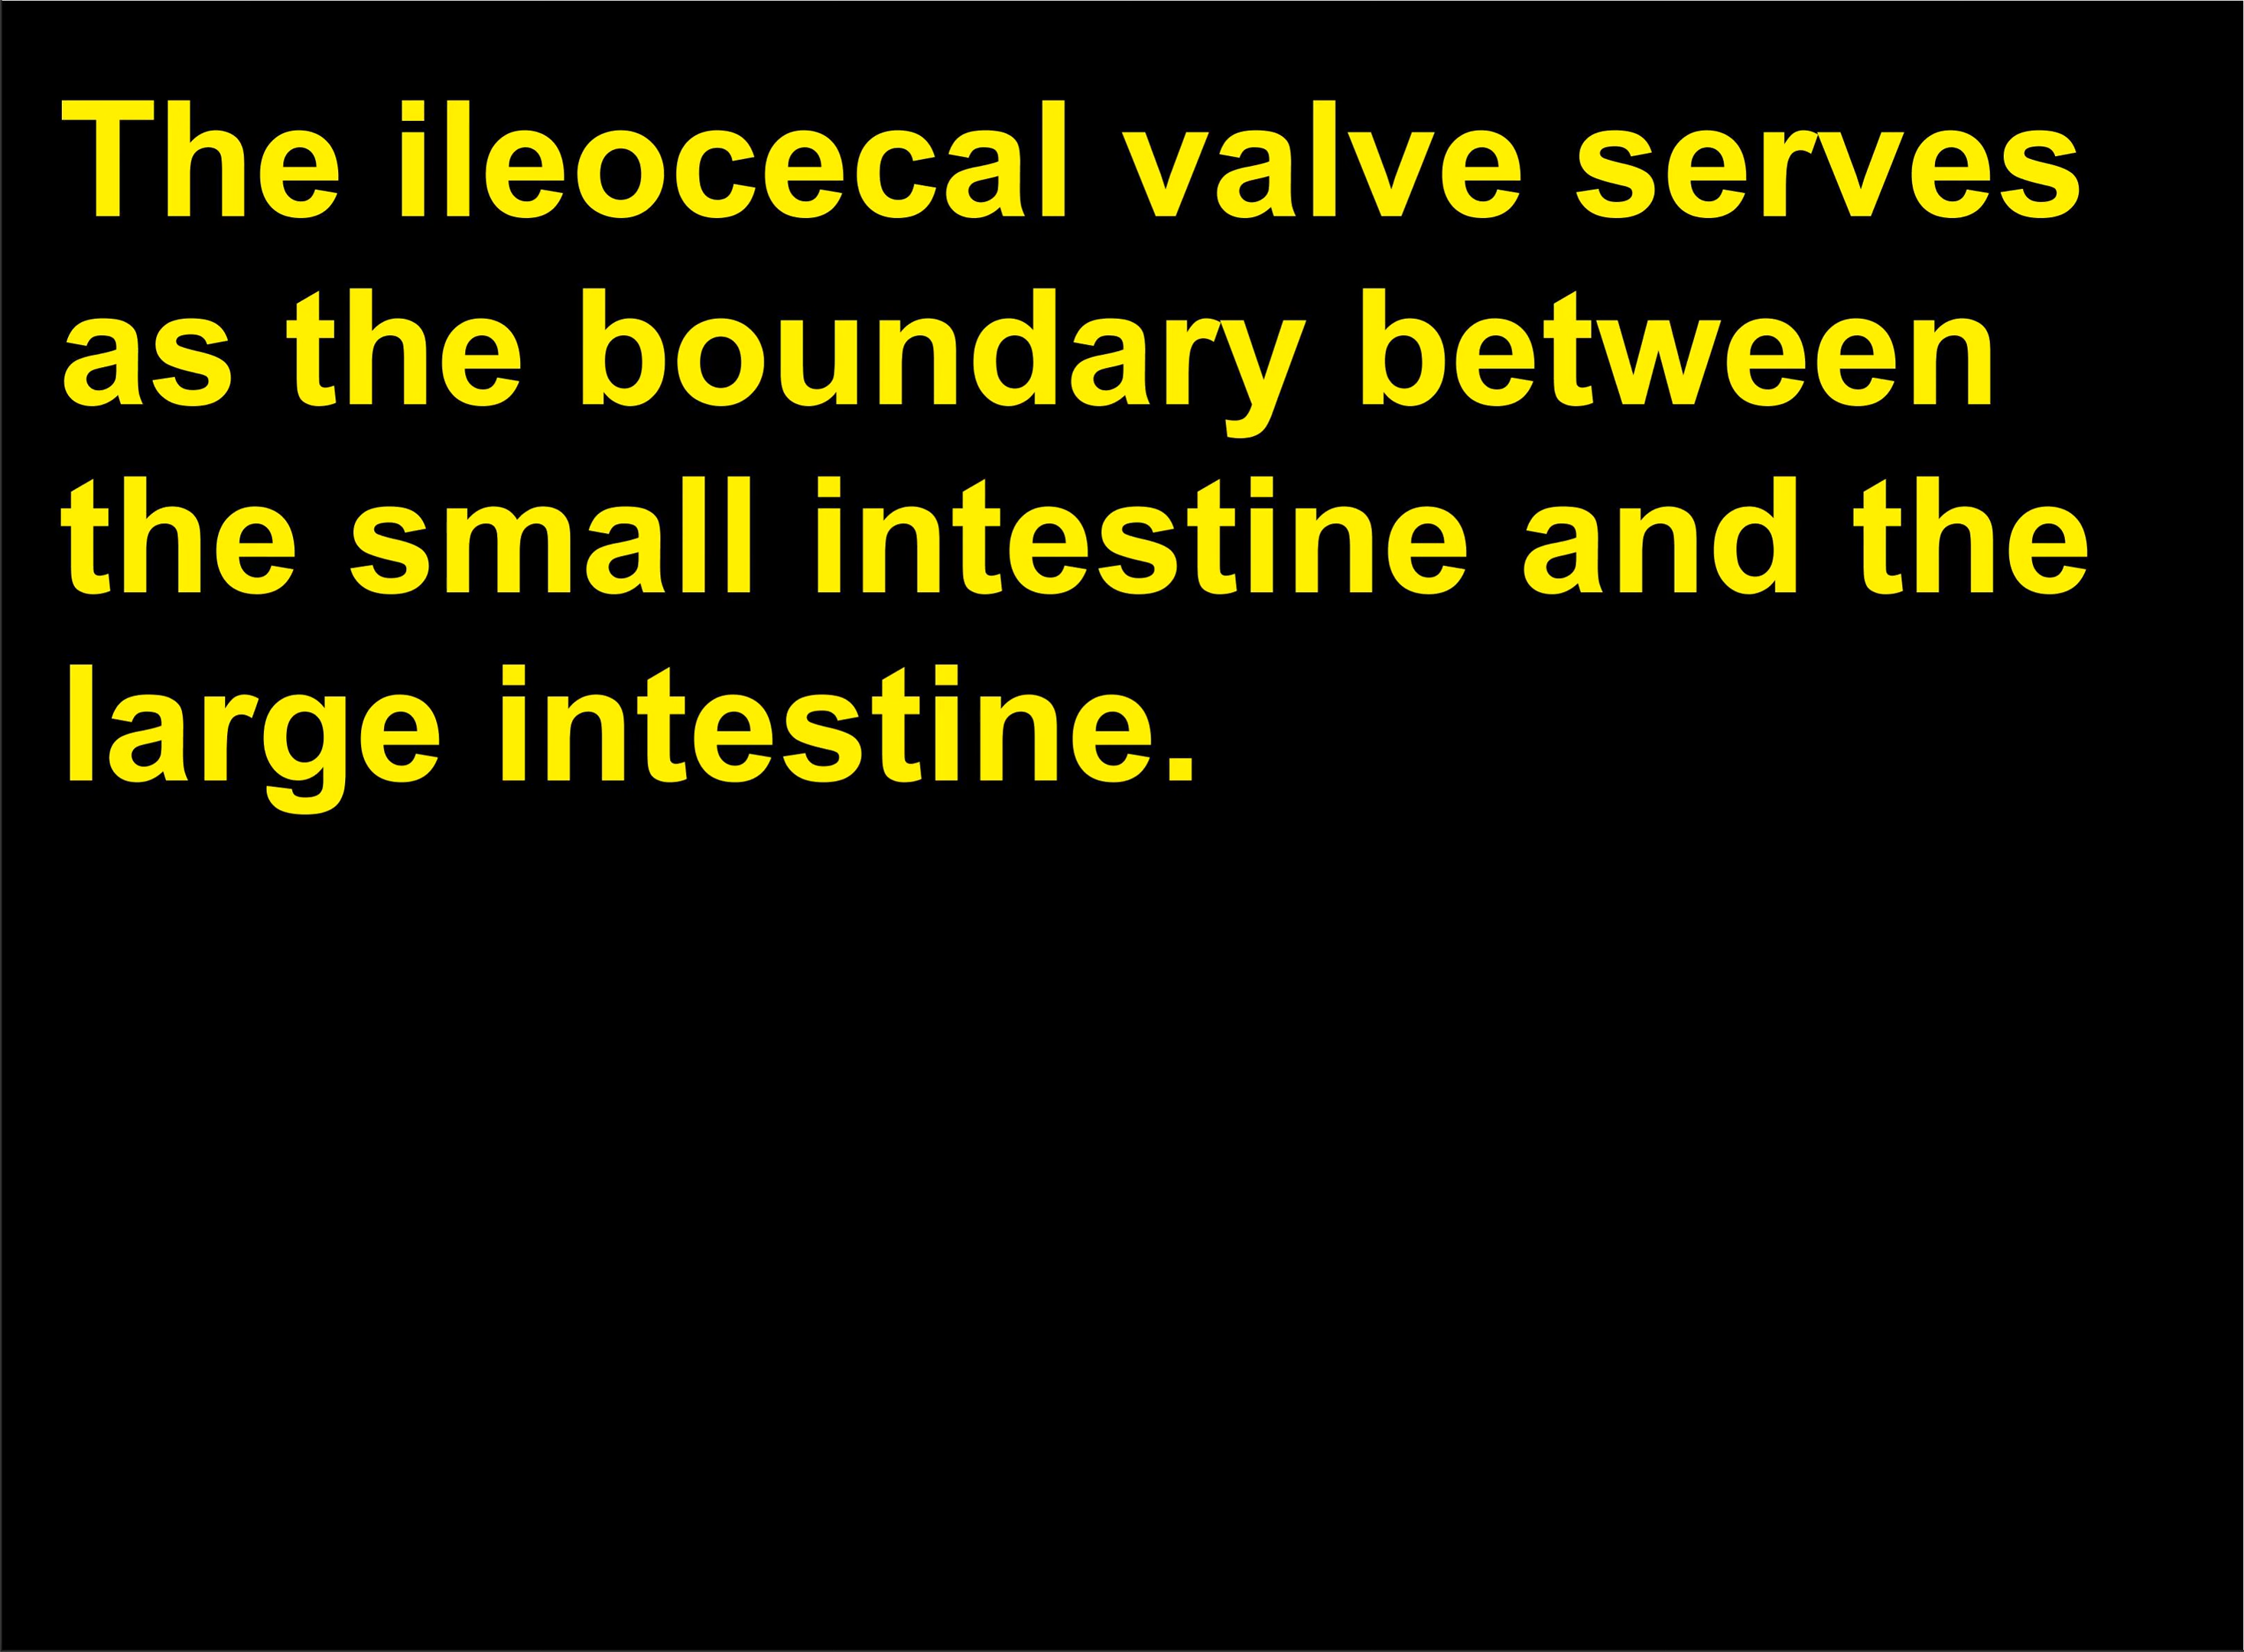 The ileocecal valve serves
as the boundary between
the small intestine and the
large intestine.